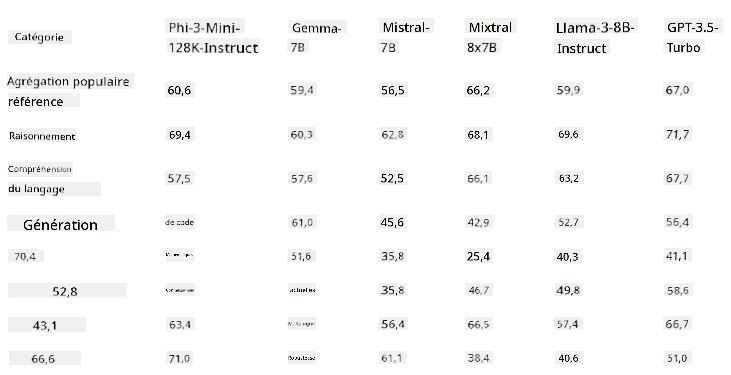 Catégorie Phi-3-Mini- Gemma- Mistral- Mixtral Llama-3-8B- GPT-3.5-
128K-Instruct 7B 7B 8x7B Instruct Turbo
Agrégation populaire
référence 60,6 59,4 56,5 66,2 59,9 67,0
Raisonnement 69,4 60,3 62,8 68,1 69,6 71,7
Compréhension
du langage 57,5 57,6 52,5 66,1 63,2 67,7
Génération de code 61,0 45,6 42,9 52,7 56,4
70,4 51,6 35,8 25,4 40,3 41,1
52,8 actuelles 35,8 46,7 49,8 58,6
43,1 63,4 Multilingue 56,4 66,5 57,4 66,7
66,6 71,0 Robustesse 61,1 38,4 40,6 51,0